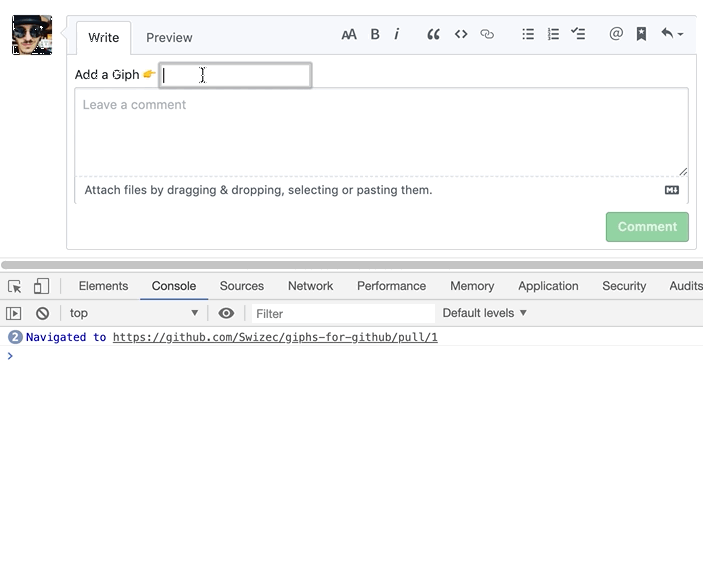 Write Preview AA B i “ <> @
Add a Giph 👉
Leave a comment
Attach files by dragging & dropping, selecting or pasting them.
Comment
Elements Console Sources Network Performance Memory Application Security Audits
top ▼ Filter Default levels ▼
2 Navigated to https://github.com/Swizec/giphs-for-github/pull/1
>